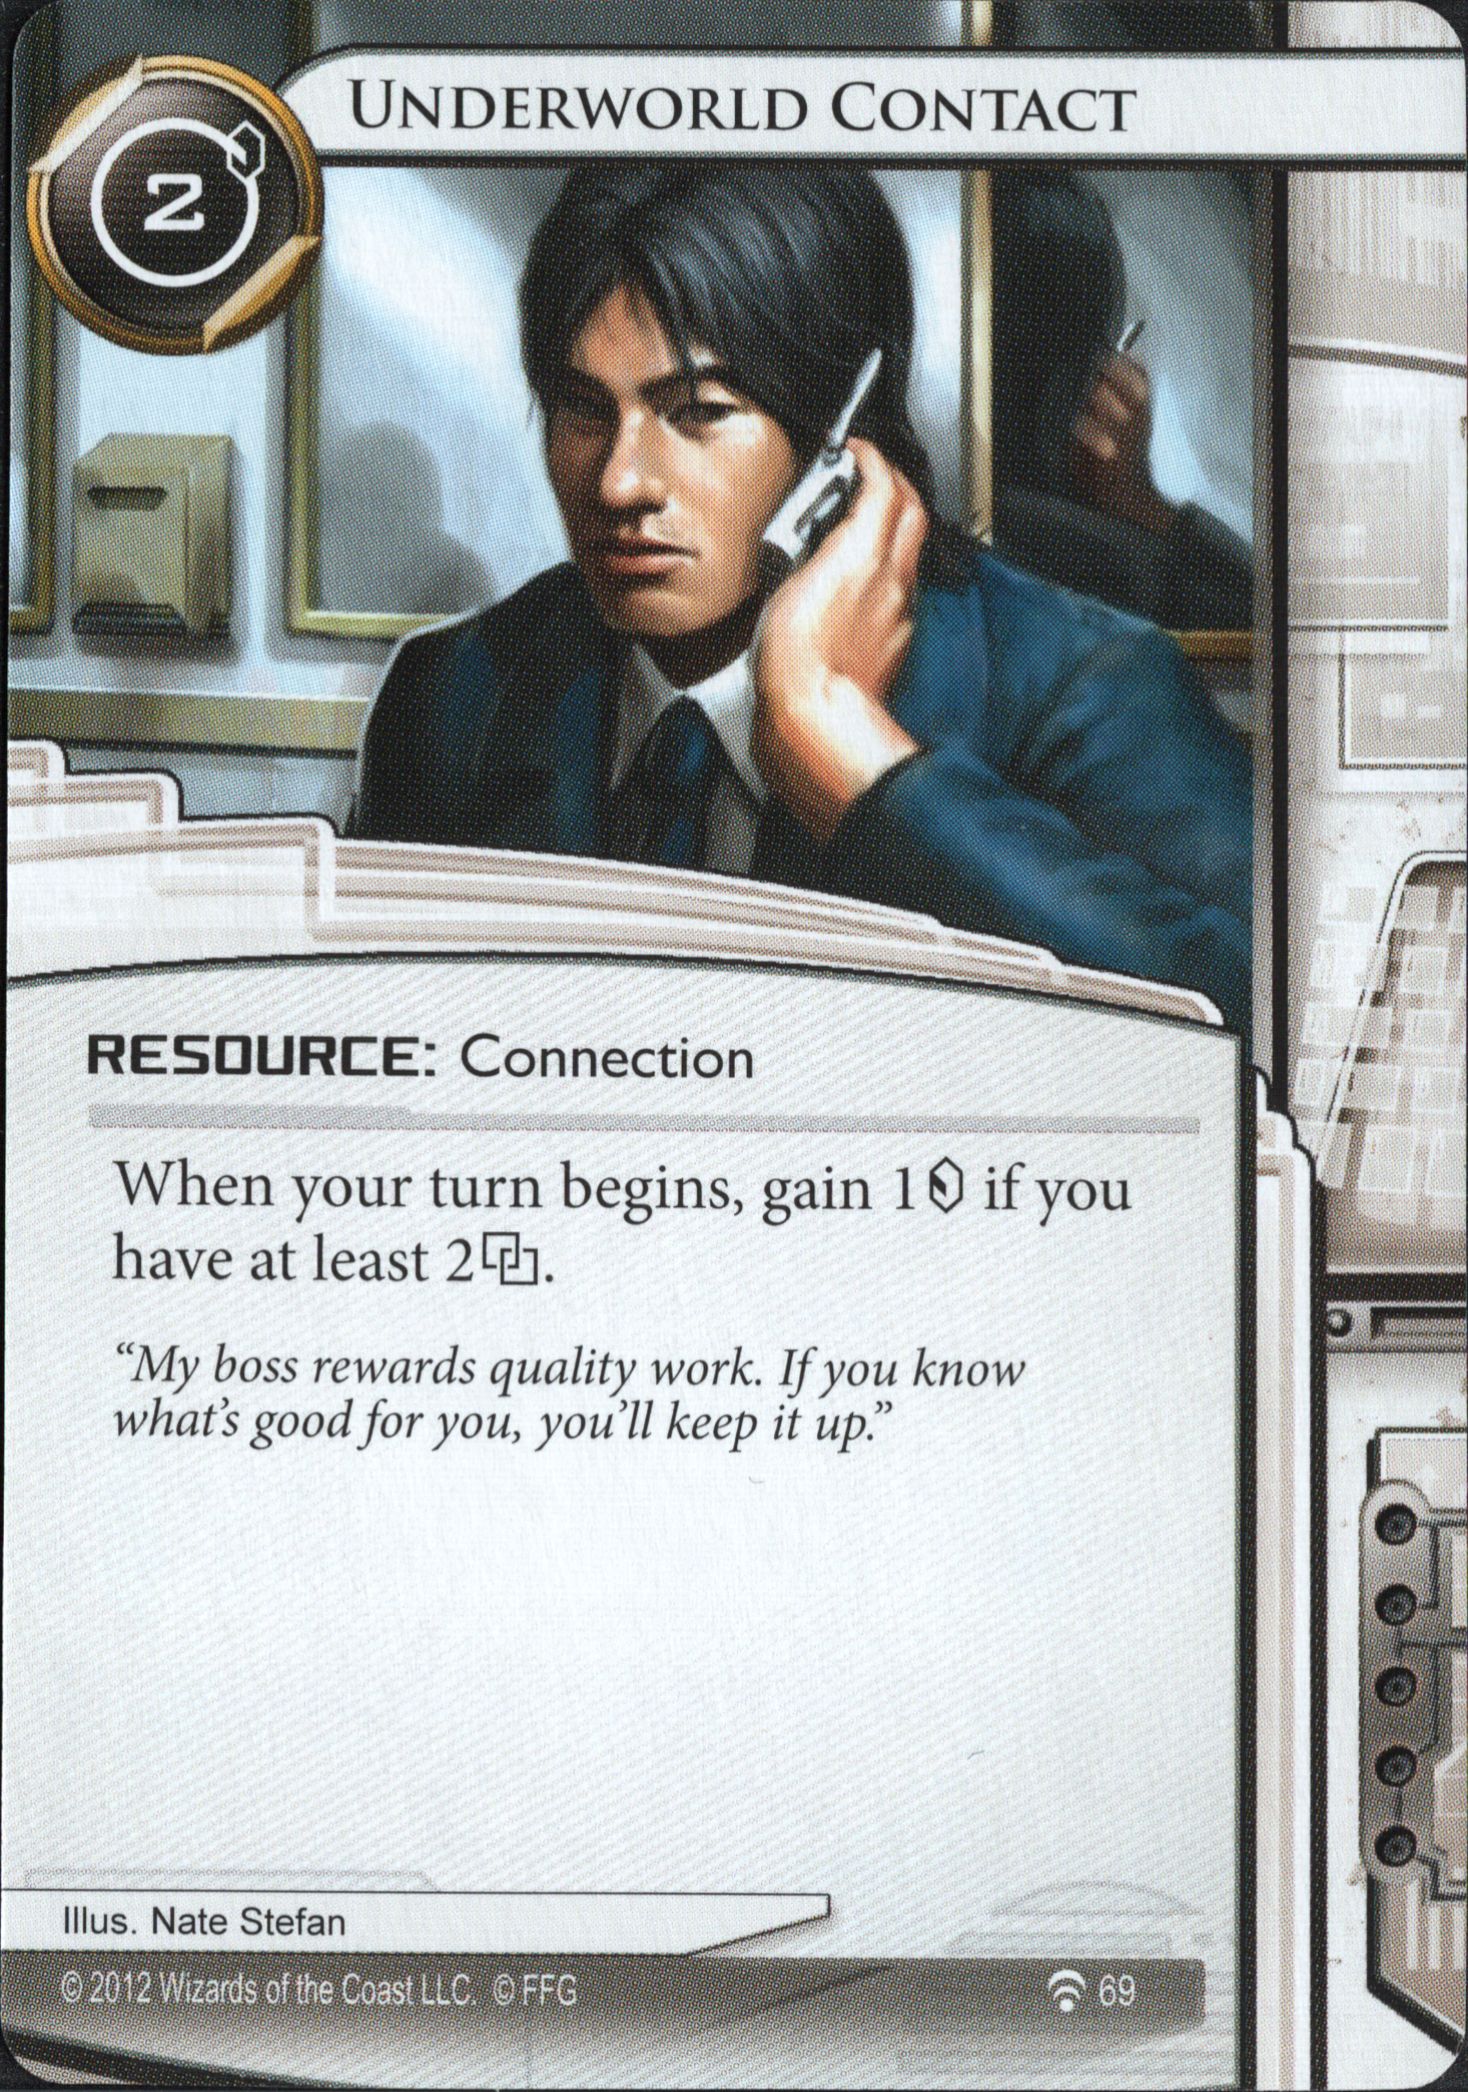 UNDERWORLD CONTACT
2
RESOURCE: Connection
When your turn begins, gain 1 if you
have at least 2.
“My boss rewards quality work. If you know
what’s good for you, you’ll keep it up.”
Illus. Nate Stefan
© 2012 Wizards of the Coast LLC. © FFG
69